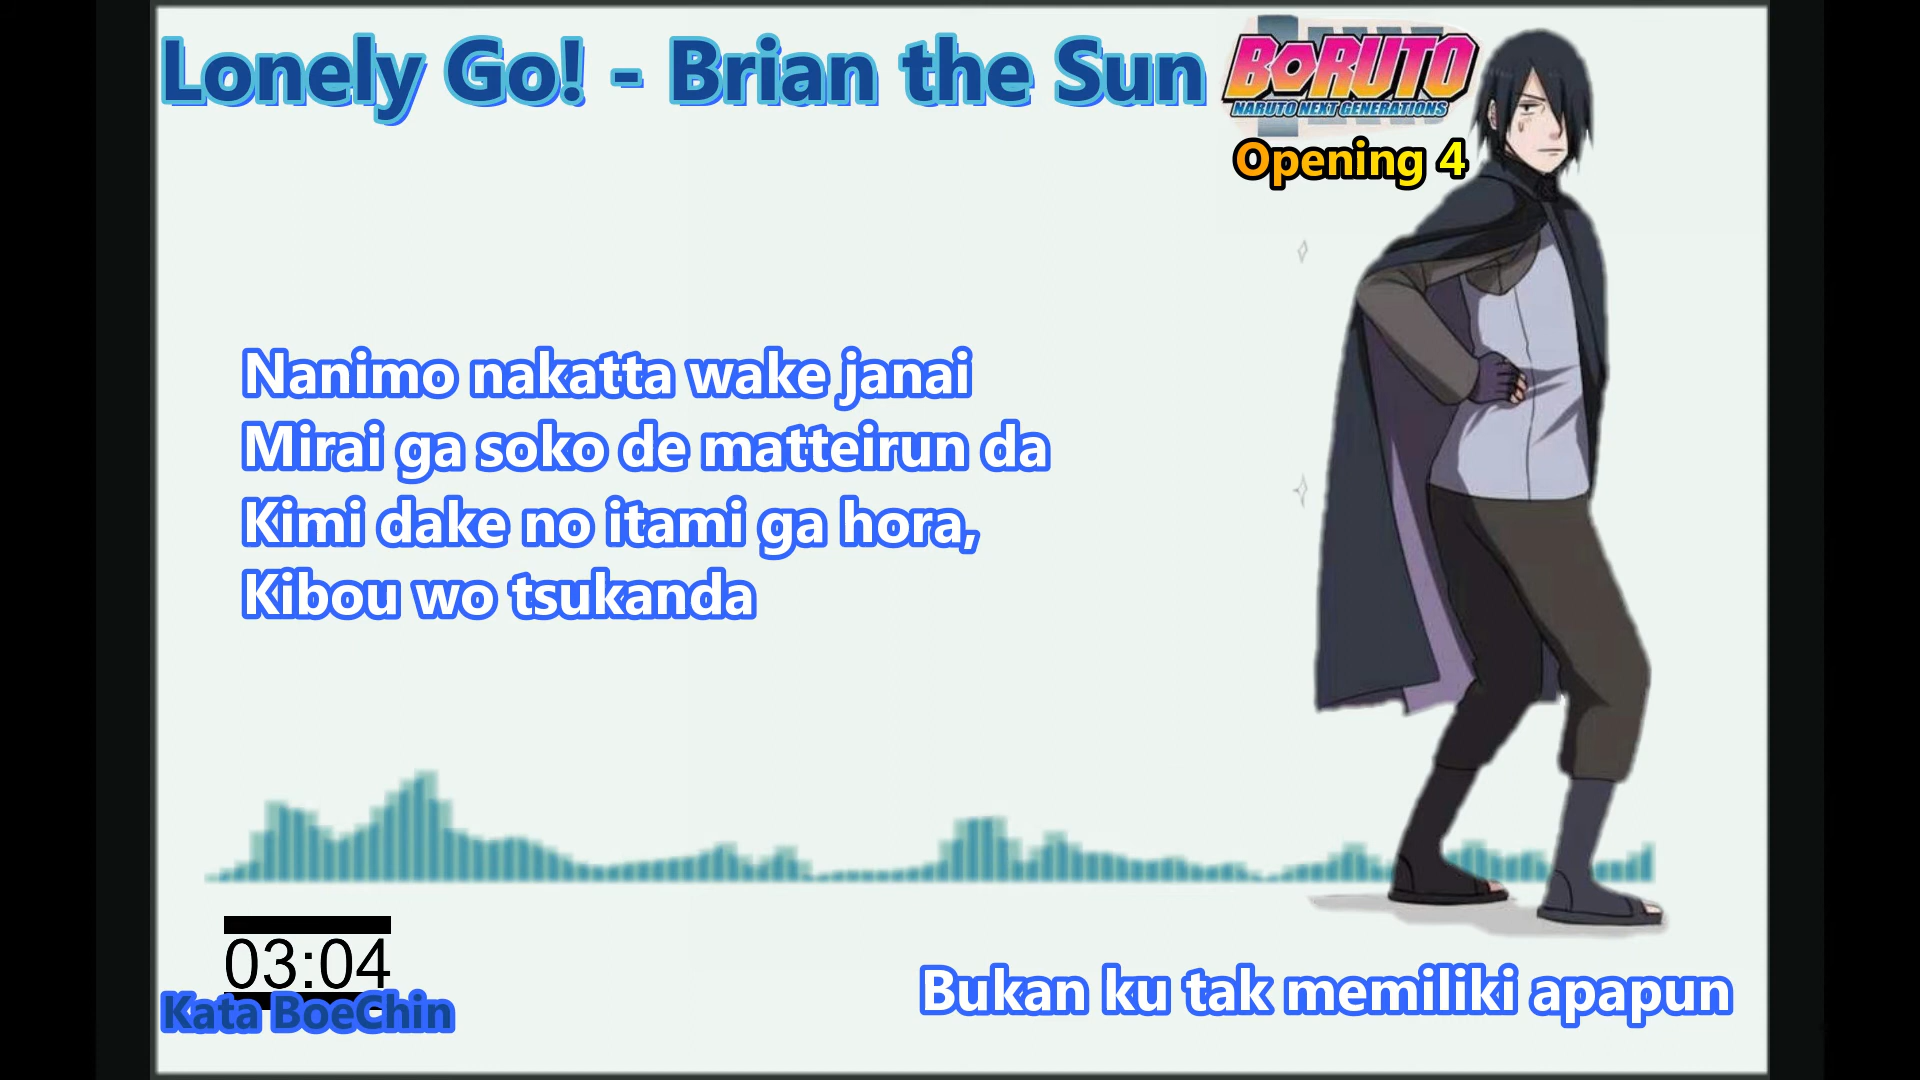 Lonely Go! - Brian the Sun
BORUTO
NARUTO NEXT GENERATIONS
Opening 4
Nanimo nakatta wake janai
Mirai ga soko de matteirun da
Kimi dake no itami ga hora,
Kibou wo tsukanda
03:04
Kata BoeChin
Bukan ku tak memiliki apapun